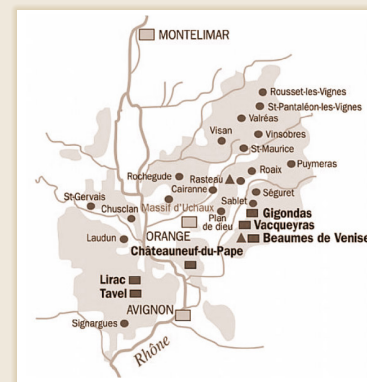 MONTELIMAR
Rousset-les-Vignes
St-Pantaléon-les-Vignes
Valréas
Visan
Vinsobres
St-Maurice
Puymeras
Rochegude
Rasteau
Roaix
Cairanne
St-Gervais
Massif d'Uchaux
Séguret
Chusclan
Sablet
Gigondas
Plan
de dieu
Vacqueyras
Laudun
ORANGE
Beaumes de Venise
Châteauneuf-du-Pape
Lirac
Tavel
AVIGNON
Signargues
Rhône